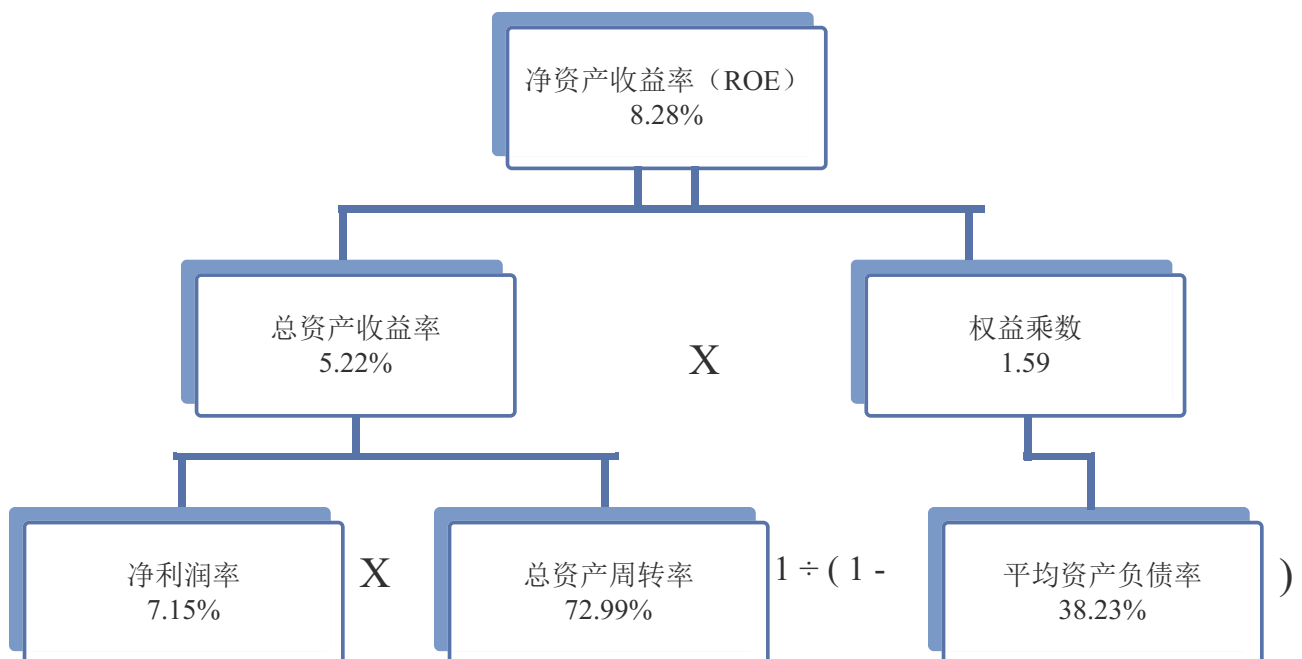 净资产收益率（ROE）
8.28%
总资产收益率
5.22%
X
权益乘数
1.59
净利润率
7.15%
X
总资产周转率
72.99%
1 ÷ ( 1 -
平均资产负债率
38.23%
)